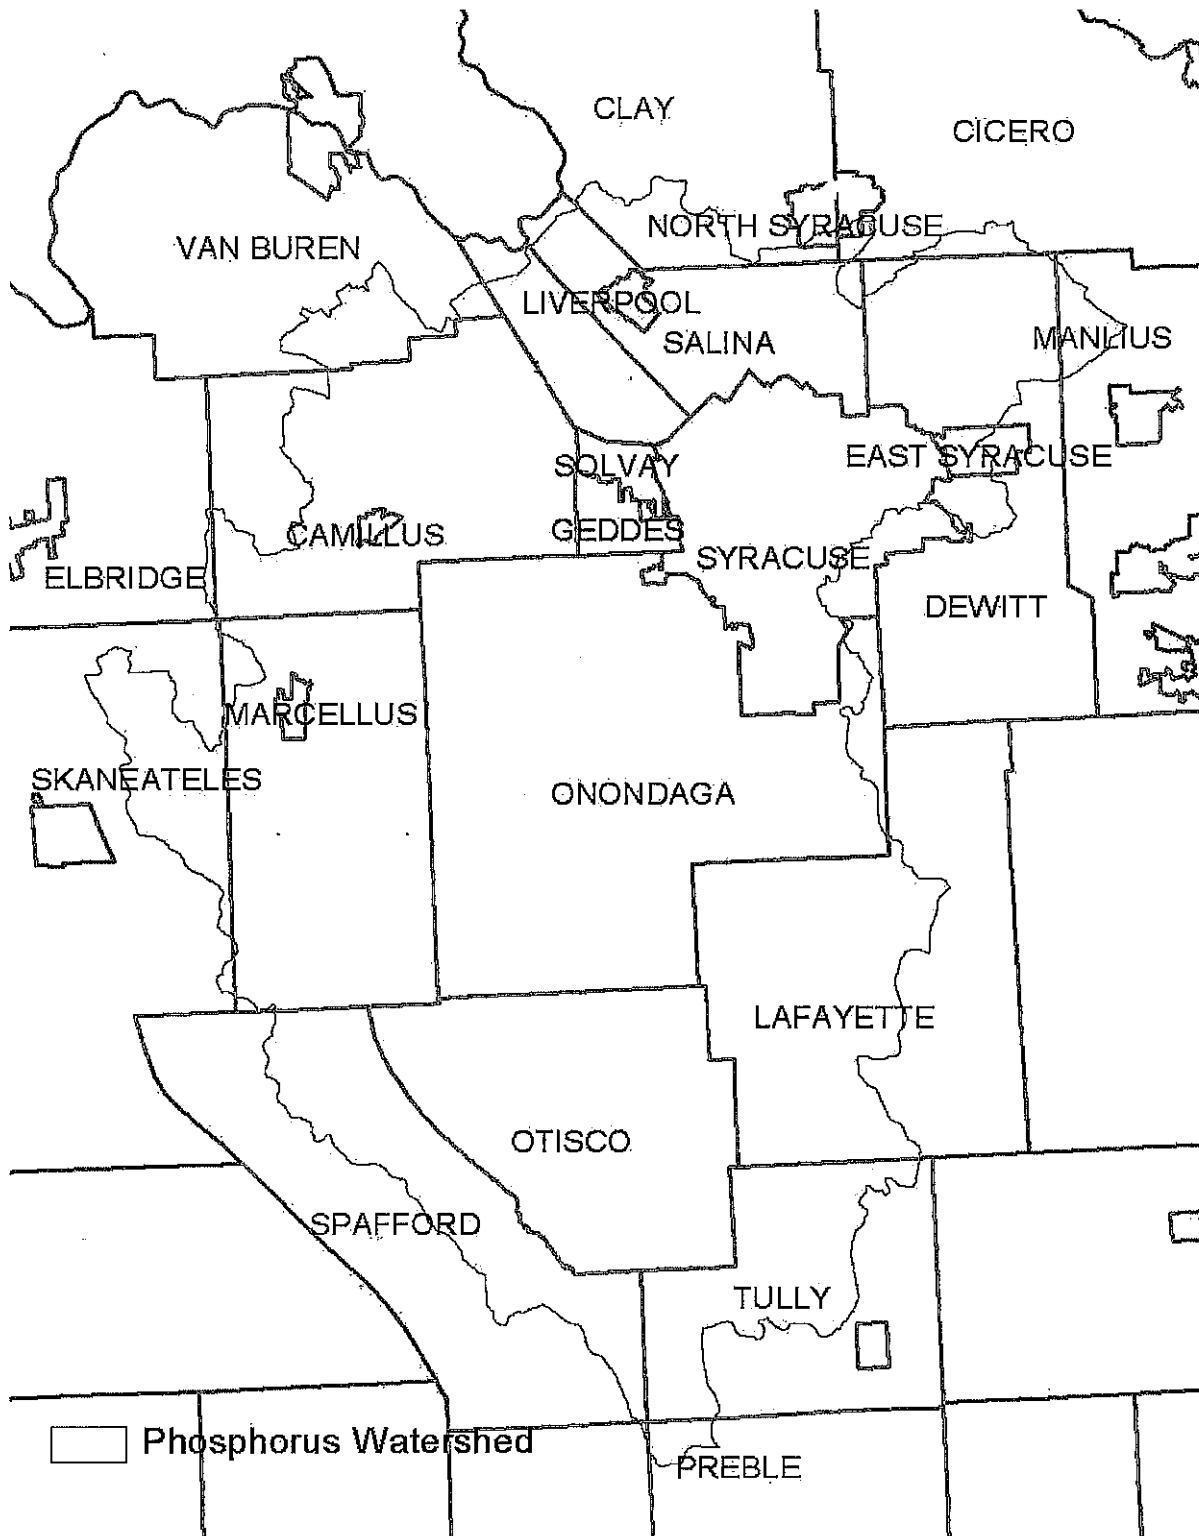 CLAY
CICERO
NORTH SYRACUSE
VAN BUREN
LIVERPOOL
SALINA
MANLIUS
SOLVAY
EAST SYRACUSE
CAMILLUS
GEDDES
SYRACUSE
ELBRIDGE
DEWITT
MARCELLUS
SKANEATELES
ONONDAGA
LAFAYETTE
OTISCO
SPAFFORD
TULLY
Phosphorus Watershed
PREBLE